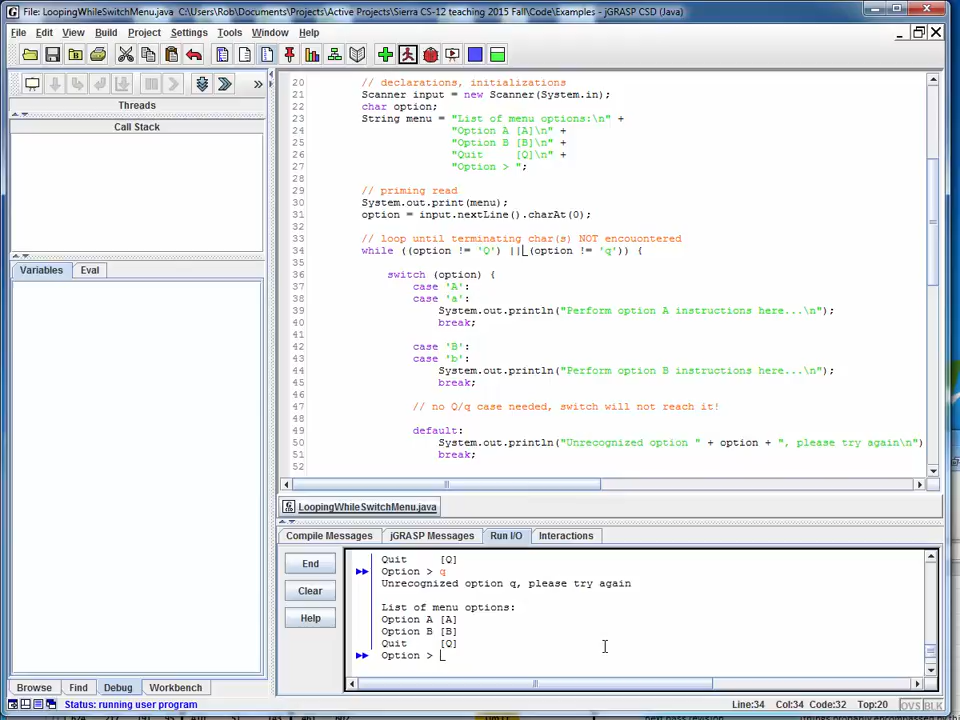 File: LoopingWhileSwitchMenu.java C:\Users\Rob\Documents\Projects\Active Projects\Sierra CS-12 teaching 2015 Fall\Code\Examples - jGRASP CSD (Java)
File Edit View Build Project Settings Tools Window Help
Threads
Call Stack
Variables Eval
20 // declarations, initializations
21 Scanner input = new Scanner(System.in);
22 char option;
23 String menu = "List of menu options:\n" +
24 "Option A [A]\n" +
25 "Option B [B]\n" +
26 "Quit     [Q]\n" +
27 "Option > ";
28
29 // priming read
30 System.out.print(menu);
31 option = input.nextLine().charAt(0);
32
33 // loop until terminating char(s) NOT encouontered
34 while ((option != 'Q') || (option != 'q')) {
35
36 switch (option) {
37 case 'A':
38 case 'a':
39 System.out.println("Perform option A instructions here...\n");
40 break;
41
42 case 'B':
43 case 'b':
44 System.out.println("Perform option B instructions here...\n");
45 break;
46
47 // no Q/q case needed, switch will not reach it!
48
49 default:
50 System.out.println("Unrecognized option " + option + ", please try again\n")
51 break;
52
LoopingWhileSwitchMenu.java
Compile Messages jGRASP Messages Run I/O Interactions
End
Clear
Help
Quit     [Q]
Option > q
Unrecognized option q, please try again
List of menu options:
Option A [A]
Option B [B]
Quit     [Q]
Option >
Browse Find Debug Workbench
Status: running user program
Line:34 Col:34 Code:32 Top:20 OVS BLK